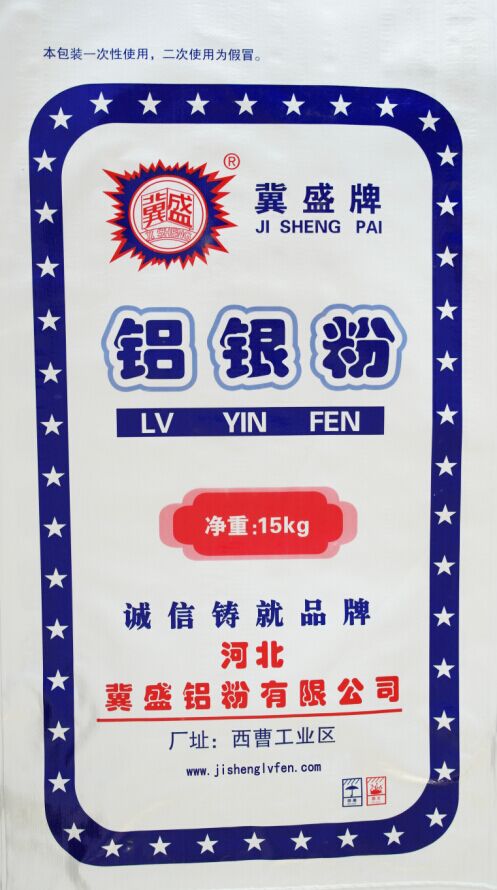 本包装一次性使用，二次使用为假冒。
冀盛
JI SHENGPAI
®
冀盛牌
JI SHENG PAI
铝银粉
LV YIN FEN
净重:15kg
诚信铸就品牌
河北
冀盛铝粉有限公司
厂址：西曹工业区
www.jishenglvfen.com